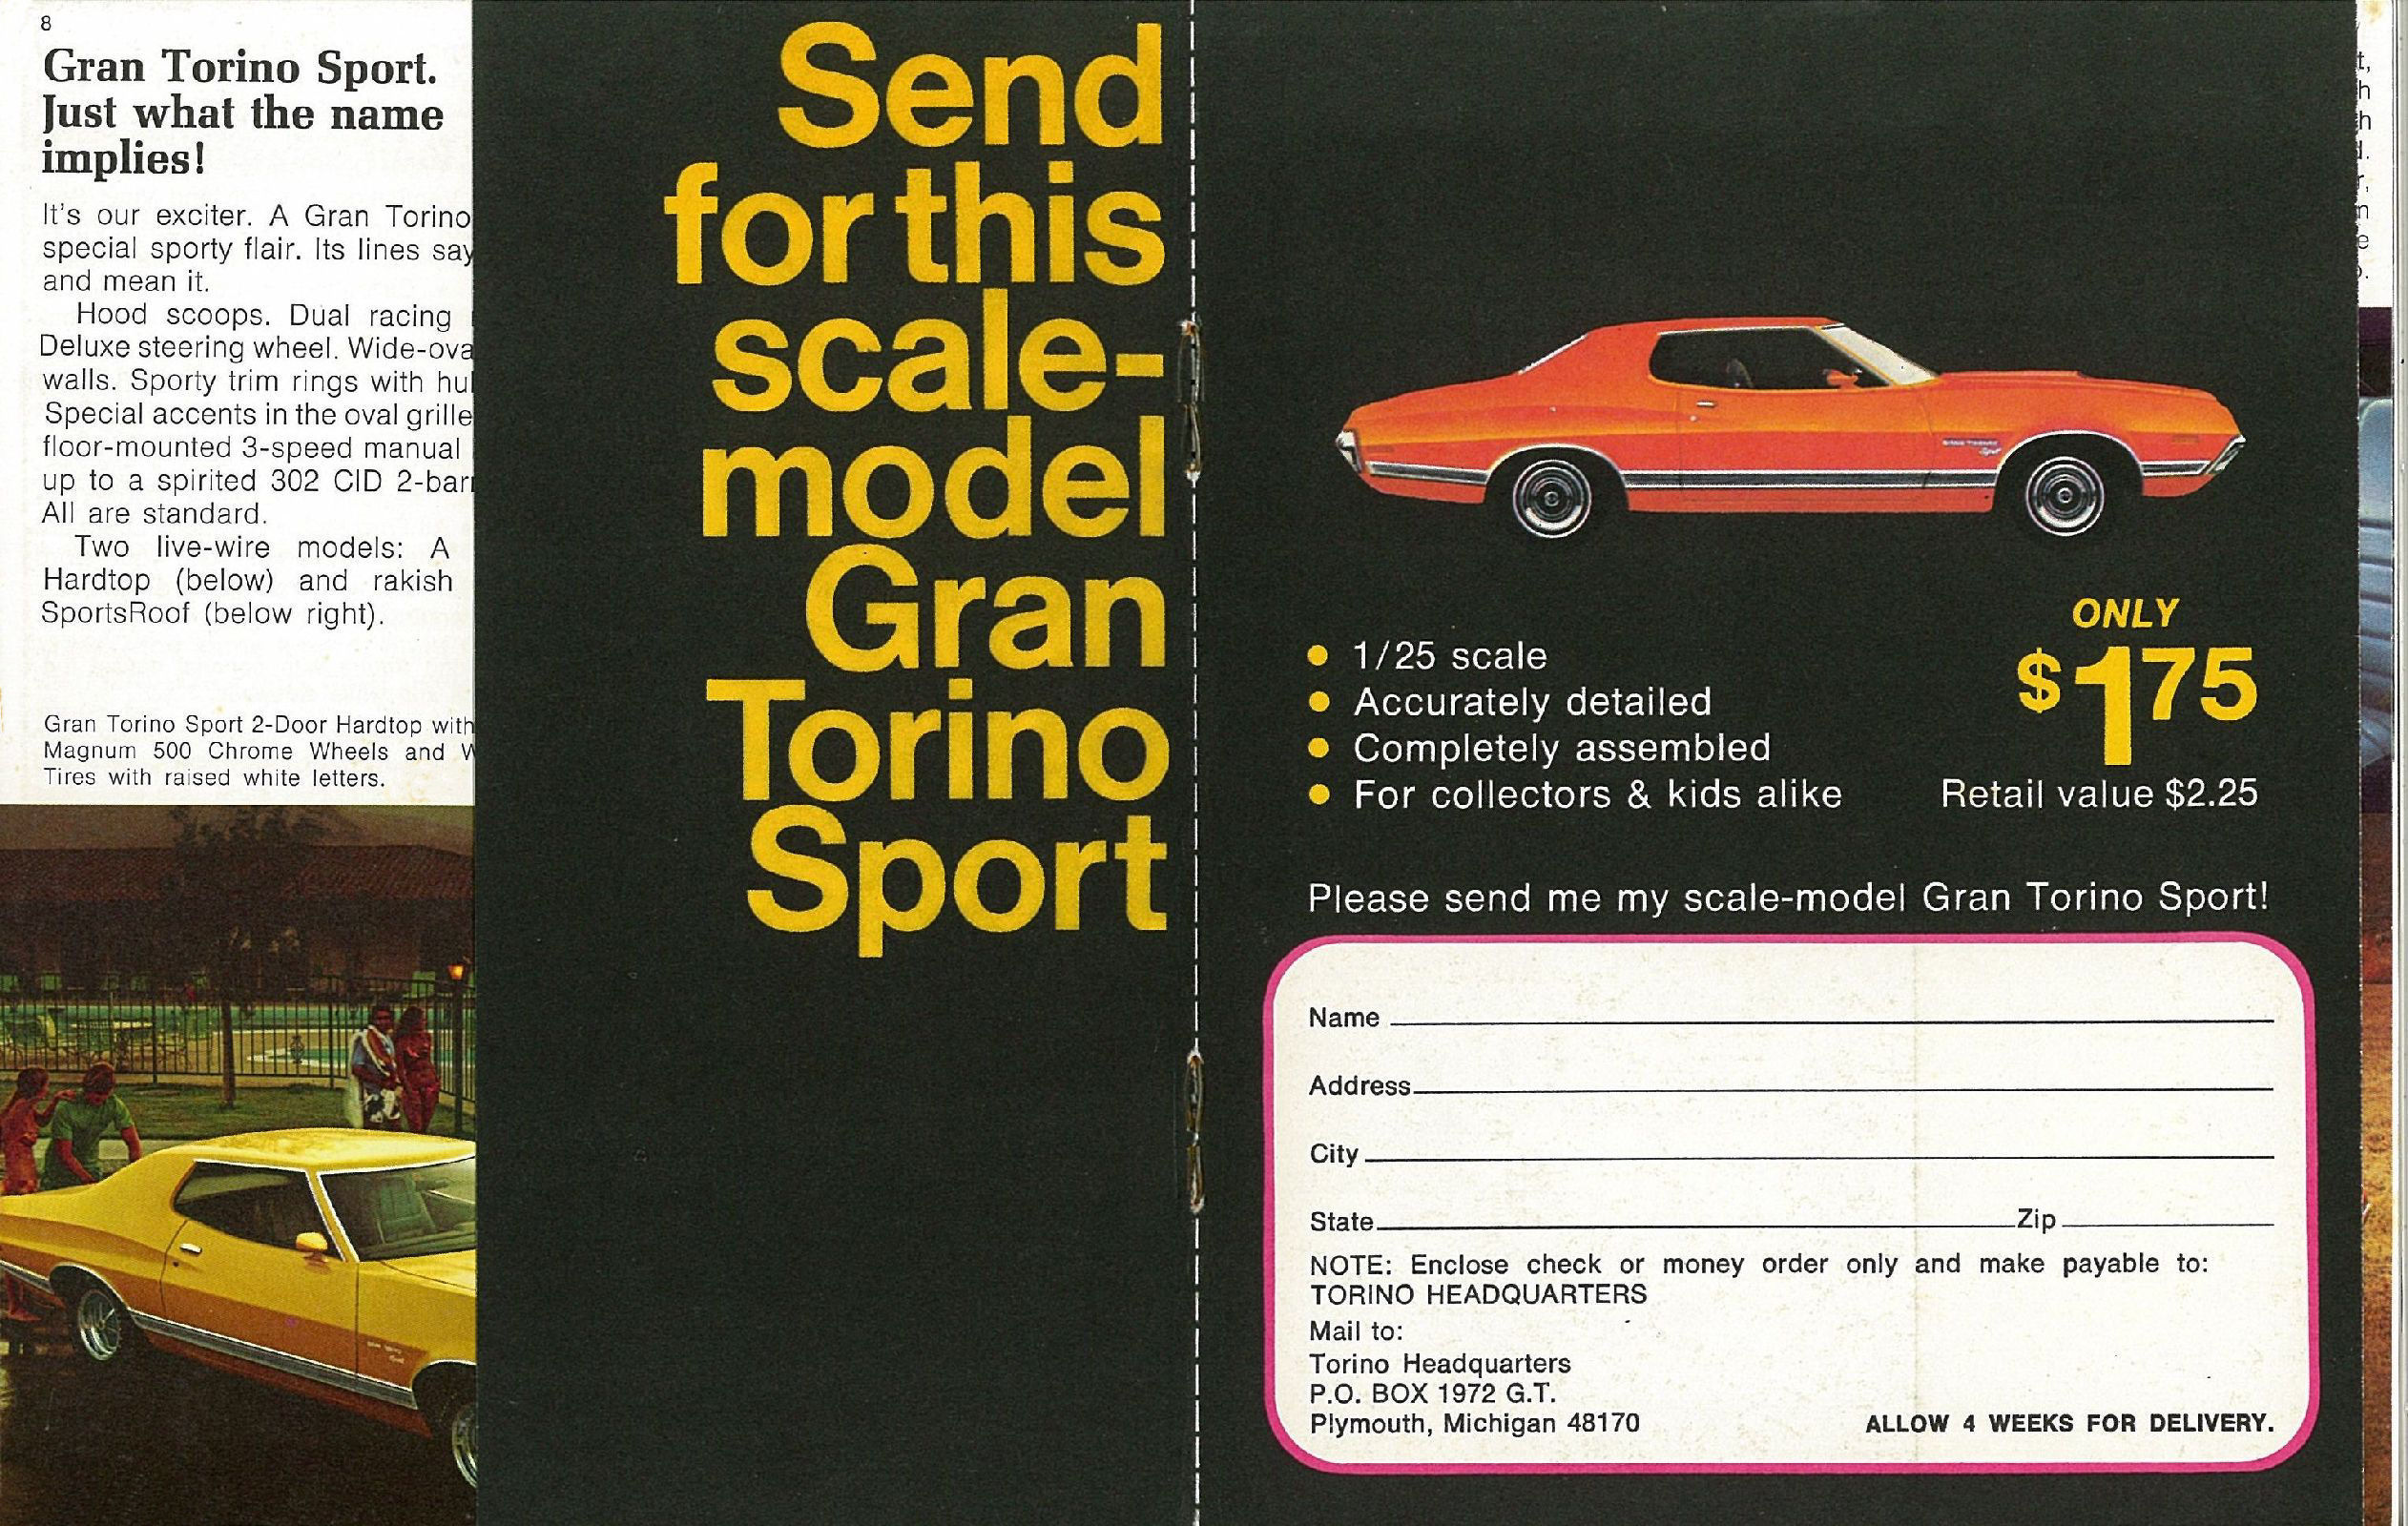 8
Gran Torino Sport.
Just what the name
implies!
It's our exciter. A Gran Torino
special sporty flair. Its lines say
and mean it.
Hood scoops. Dual racing
Deluxe steering wheel. Wide-ova
walls. Sporty trim rings with hu
Special accents in the oval grille
floor-mounted 3-speed manual
up to a spirited 302 CID 2-bar
All are standard.
Two live-wire models: A
Hardtop (below) and rakish
SportsRoof (below right).
Gran Torino Sport 2-Door Hardtop with
Magnum 500 Chrome Wheels and
Tires with raised white letters.
Send
for this
scale-
model
Gran
Torino
Sport
• 1/25 scale
• Accurately detailed
• Completely assembled
• For collectors & kids alike
ONLY
$175
Retail value $2.25
Please send me my scale-model Gran Torino Sport!
Name
Address
City
State Zip
NOTE: Enclose check or money order only and make payable to:
TORINO HEADQUARTERS
Mail to:
Torino Headquarters
P.O. BOX 1972 G.T.
Plymouth, Michigan 48170
ALLOW 4 WEEKS FOR DELIVERY.